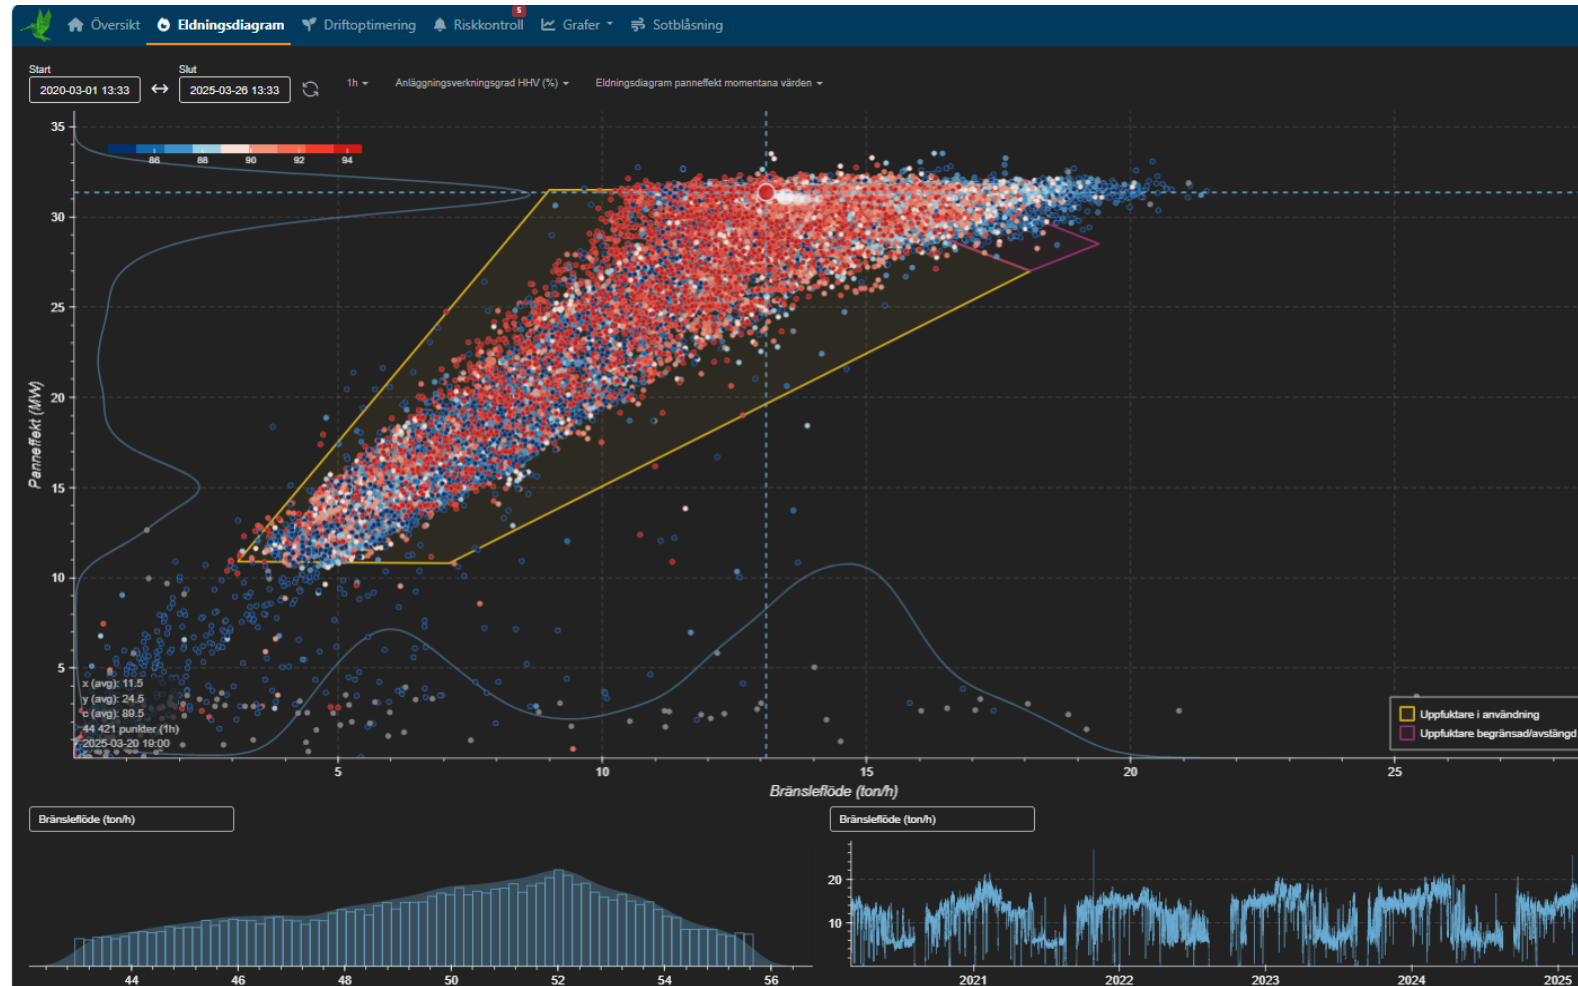 Översikt Eldningsdiagram Driftoptimering Riskkontroll 5 Grafer Sotblåsning
Start Slut
2020-03-01 13:33 2025-03-26 13:33 1h Anläggningsverkningsgrad HHV (%) Eldningsdiagram panneffekt momentana värden
35
86 88 90 92 94
30
25
20
Panneffekt (MW)
15
10
5
x (avg): 11.5
y (avg): 24.5
c (avg): 89.5
44 421 punkter (1h)
2025-03-20 19:00
Uppfuktare i användning
Uppfuktare begränsad/avstängd
5 10 15 20 25
Bränsleflöde (ton/h)
Bränsleflöde (ton/h) Bränsleflöde (ton/h)
20
10
44 46 48 50 52 54 56
2021 2022 2023 2024 2025